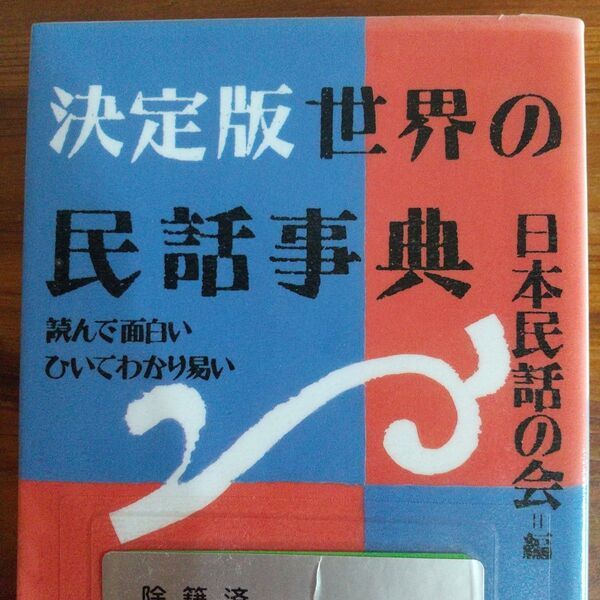 決定版 世界の
民話事典
読んで面白い
ひいてわかり易い
日本民話の会=編
除籍済